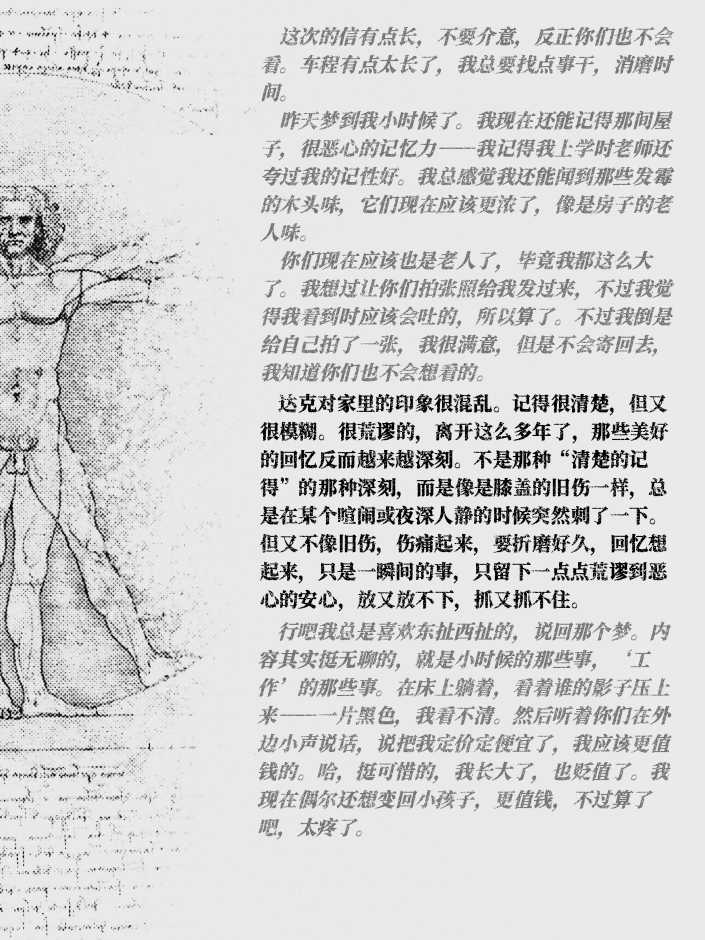 这次的信有点长，不要介意，反正你们也不会
看。车程有点太长了，我总要找点事干，消磨时
间。
昨天梦到我小时候了。我现在还能记得那间屋
子，很恶心的记忆力——我记得我上学时老师还
夸过我的记性好。我总感觉我还能闻到那些发霉
的木头味，它们现在应该更浓了，像是房子的老
人味。
你们现在应该也是老人了，毕竟我都这么大
了。我想过让你们拍张照给我发过来，不过我觉
得我看到时应该会吐的，所以算了。不过我倒是
给自己拍了一张，我很满意，但是不会寄回去，
我知道你们也不会想看的。
达克对家里的印象很混乱。记得很清楚，但又
很模糊。很荒谬的，离开这么多年了，那些美好
的回忆反而越来越深刻。不是那种“清楚的记
得”的那种深刻，而是像是膝盖的旧伤一样，总
是在某个喧闹或夜深人静的时候突然刺了一下。
但又不像旧伤，伤痛起来，要折磨好久，回忆想
起来，只是一瞬间的事，只留下一点点荒谬到恶
心的安心，放又放不下，抓又抓不住。
行吧我总是喜欢东扯西扯的，说回那个梦。内
容其实挺无聊的，就是小时候的那些事，‘工
作’的那些事。在床上躺着，看着谁的影子压上
来——一片黑色，我看不清。然后听着你们在外
边小声说话，说把我定价定便宜了，我应该更值
钱的。哈，挺可惜的，我长大了，也贬值了。我
现在偶尔还想变回小孩子，更值钱，不过算了
吧，太疼了。